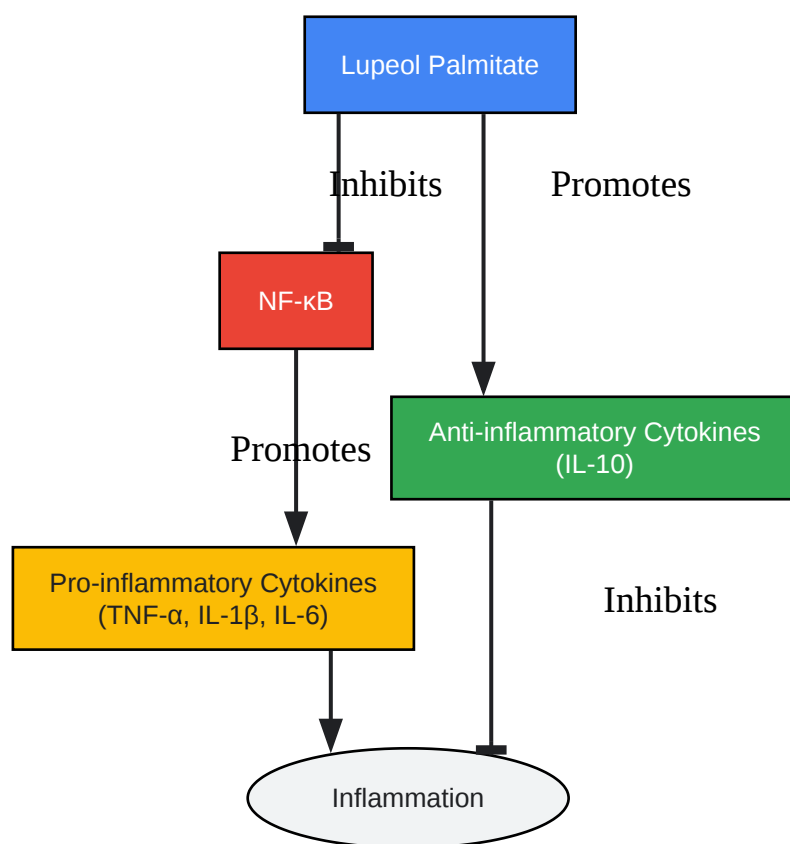 Lupeol Palmitate
Inhibits
Promotes
NF-κB
Anti-inflammatory Cytokines
(IL-10)
Promotes
Pro-inflammatory Cytokines
(TNF-α, IL-1β, IL-6)
Inhibits
Inflammation